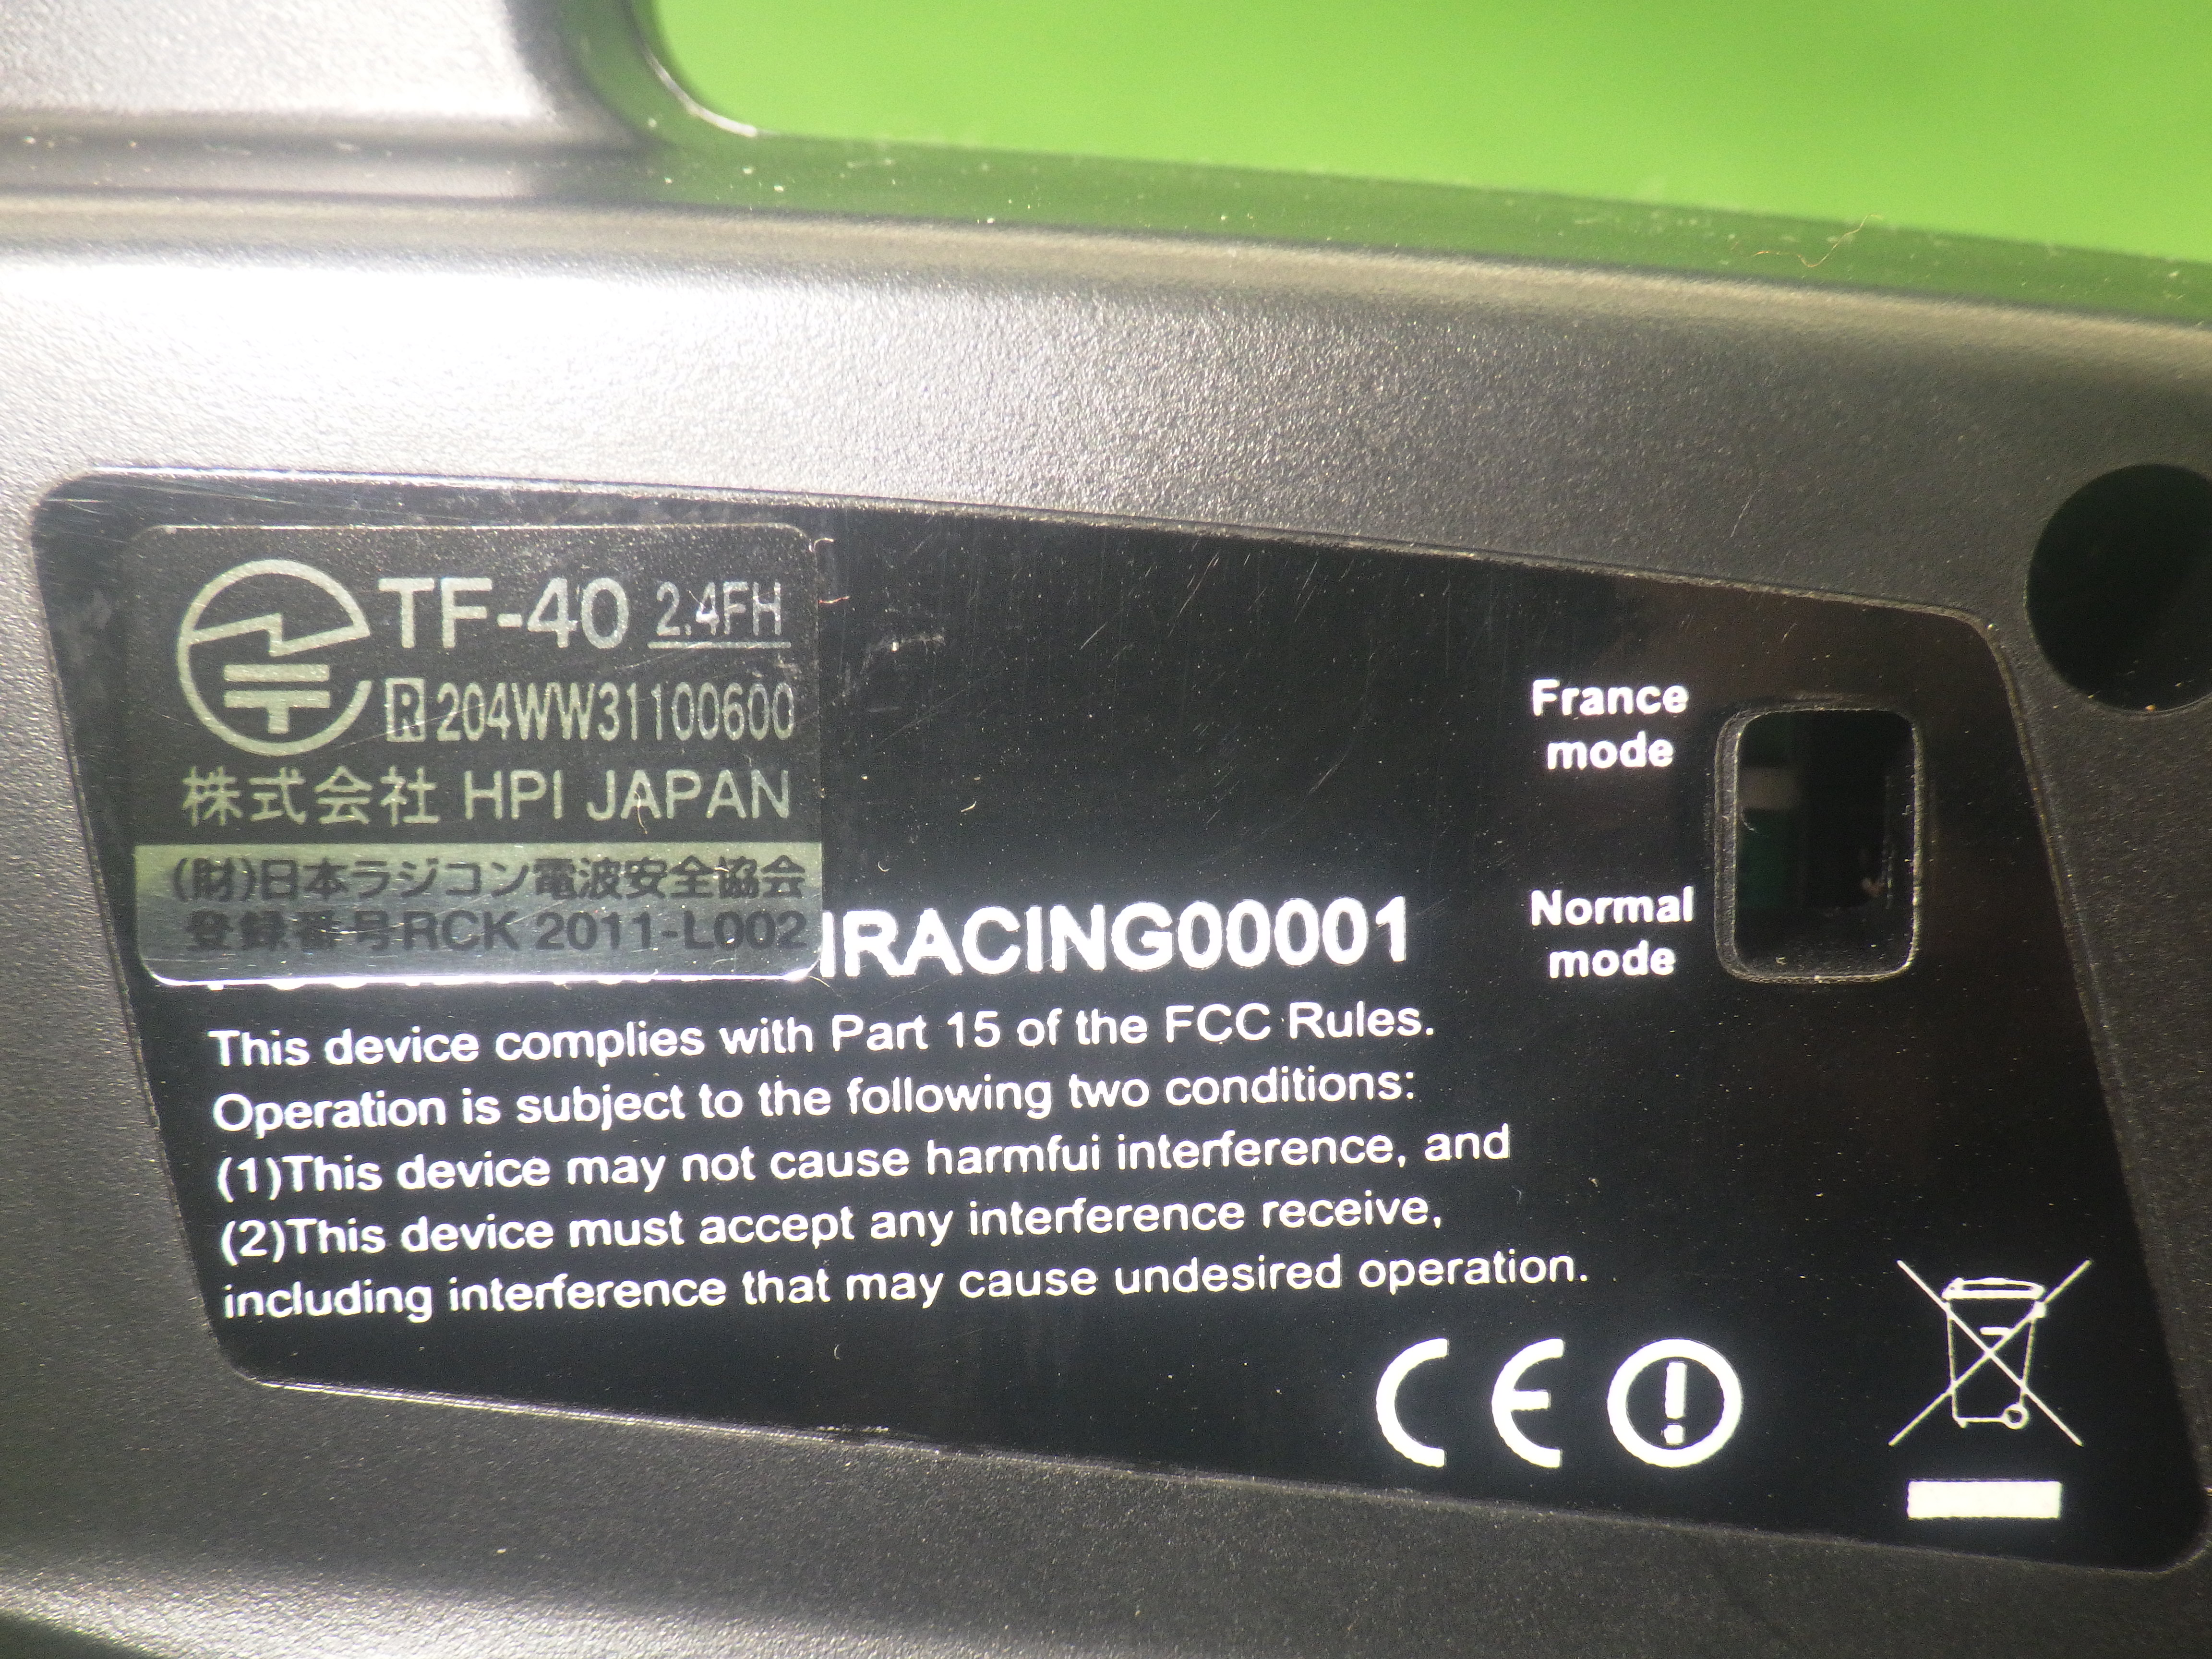 TF-40 2.4FH
R 204WW31100600
株式会社 HPI JAPAN
(財)日本ラジコン電波安全協会
登録番号RCK 2011-L002
IRACING00001
This device complies with Part 15 of the FCC Rules.
Operation is subject to the following two conditions:
(1)This device may not cause harmfui interference, and
(2)This device must accept any interference receive,
including interference that may cause undesired operation.
France
mode
Normal
mode
CE